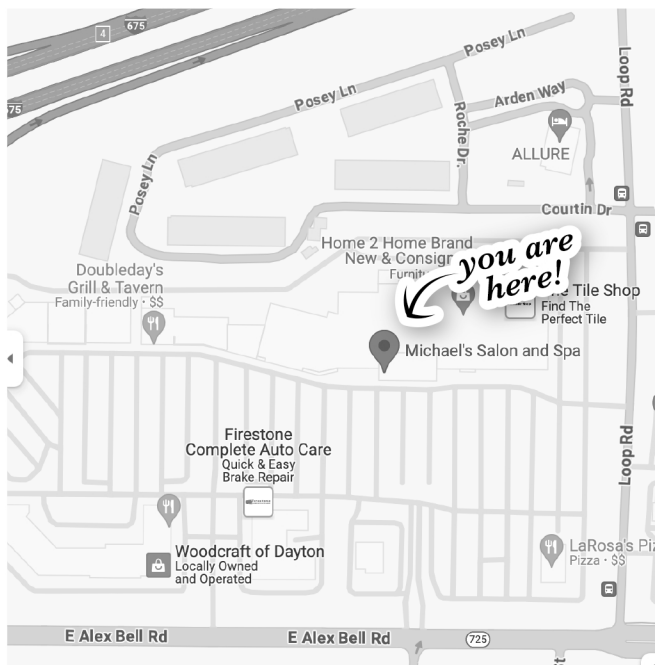 675
4
Posey Ln
Loop Rd
Posey Ln
Arden Way
75
Roche Dr.
ALLURE
Posey Ln
Courtin Dr
Home 2 Home Brand
New & Consign
Furnitu
you are
here!
Doubleday's
Grill & Tavern
Family-friendly · $$
Tile Shop
Find The
Perfect Tile
Michael's Salon and Spa
Firestone
Complete Auto Care
Quick & Easy
Brake Repair
Loop Rd
Woodcraft of Dayton
Locally Owned
and Operated
LaRosa's Piz
Pizza · $$
E Alex Bell Rd
E Alex Bell Rd
725